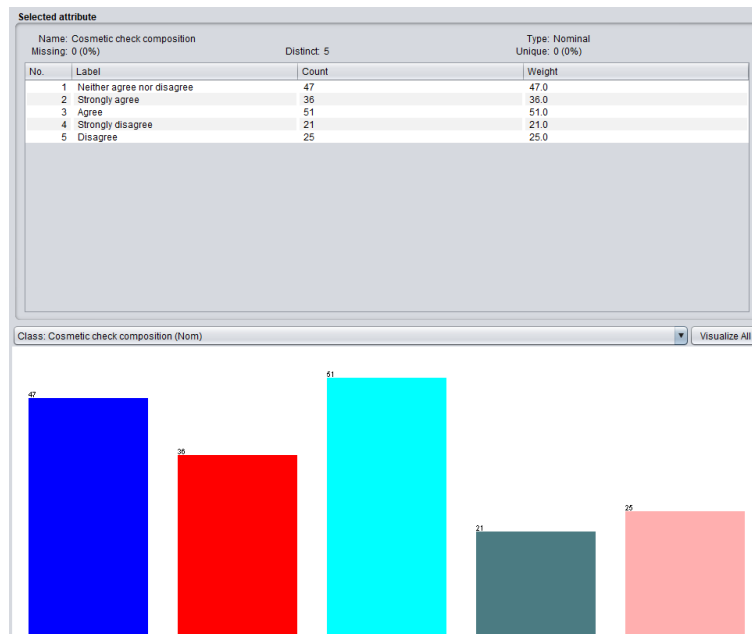 Selected attribute
Name: Cosmetic check composition Type: Nominal
Missing: 0 (0%) Distinct: 5 Unique: 0 (0%)
No. Label Count Weight
1 Neither agree nor disagree 47 47.0
2 Strongly agree 36 36.0
3 Agree 51 51.0
4 Strongly disagree 21 21.0
5 Disagree 25 25.0
Class: Cosmetic check composition (Nom) Visualize All
47
36
51
21
25